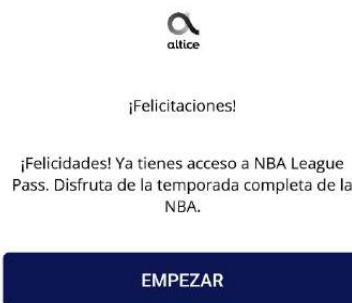 altice
¡Felicitaciones!
¡Felicidades! Ya tienes acceso a NBA League
Pass. Disfruta de la temporada completa de la
NBA.
EMPEZAR